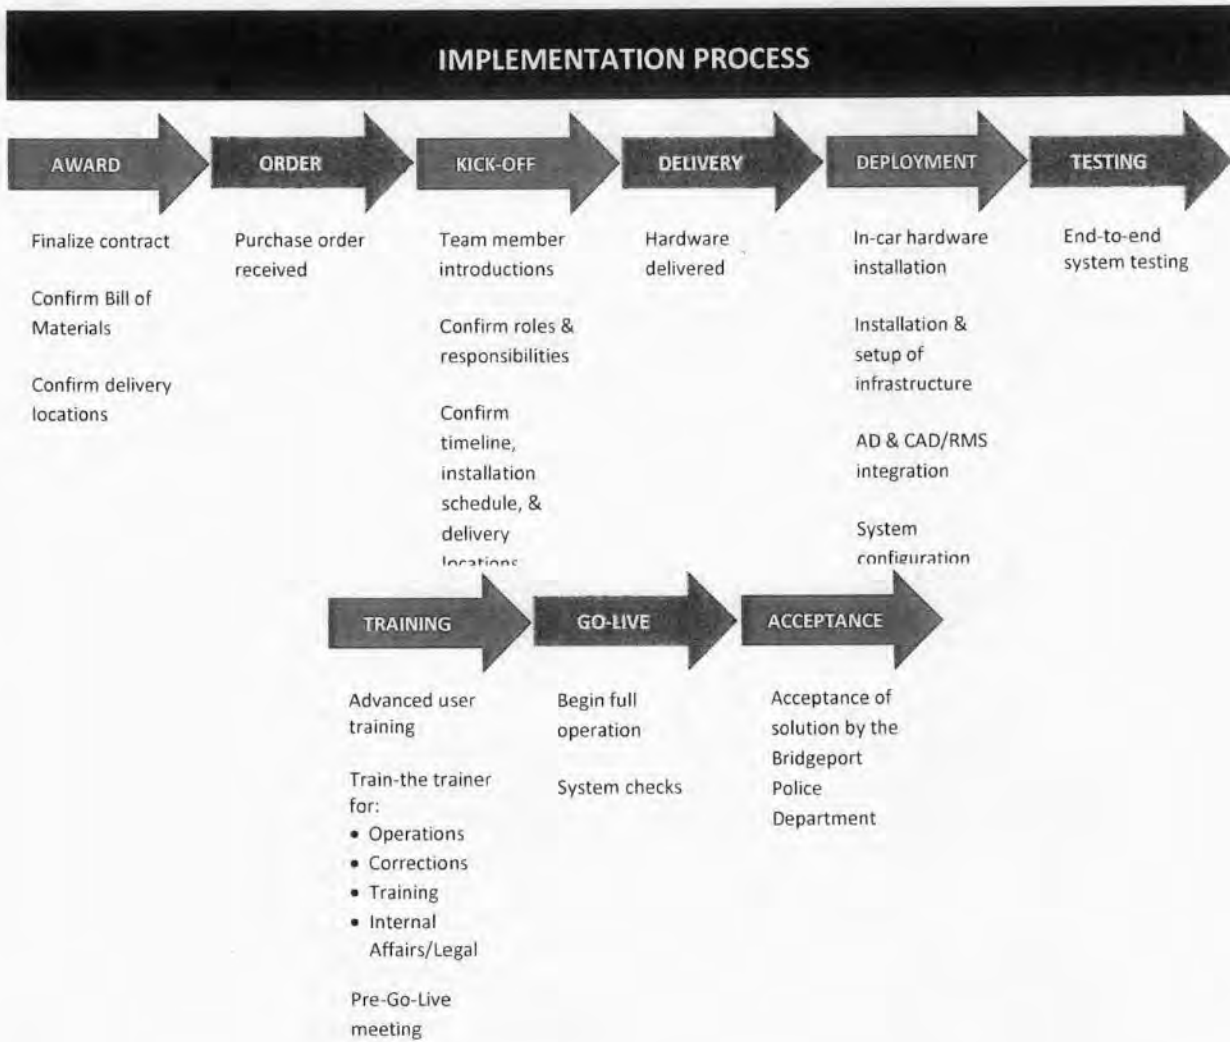 IMPLEMENTATION PROCESS
AWARD
Finalize contract
Confirm Bill of
Materials
Confirm delivery
locations
ORDER
Purchase order
received
KICK-OFF
Team member
introductions
Confirm roles &
responsibilities
Confirm
timeline,
installation
schedule, &
delivery
locations
DELIVERY
Hardware
delivered
DEPLOYMENT
In-car hardware
installation
Installation &
setup of
infrastructure
AD & CAD/RMS
integration
System
configuration
TESTING
End-to-end
system testing
TRAINING
Advanced user
training
Train-the trainer
for:
• Operations
• Corrections
• Training
• Internal
Affairs/Legal
Pre-Go-Live
meeting
GO-LIVE
Begin full
operation
System checks
ACCEPTANCE
Acceptance of
solution by the
Bridgeport
Police
Department